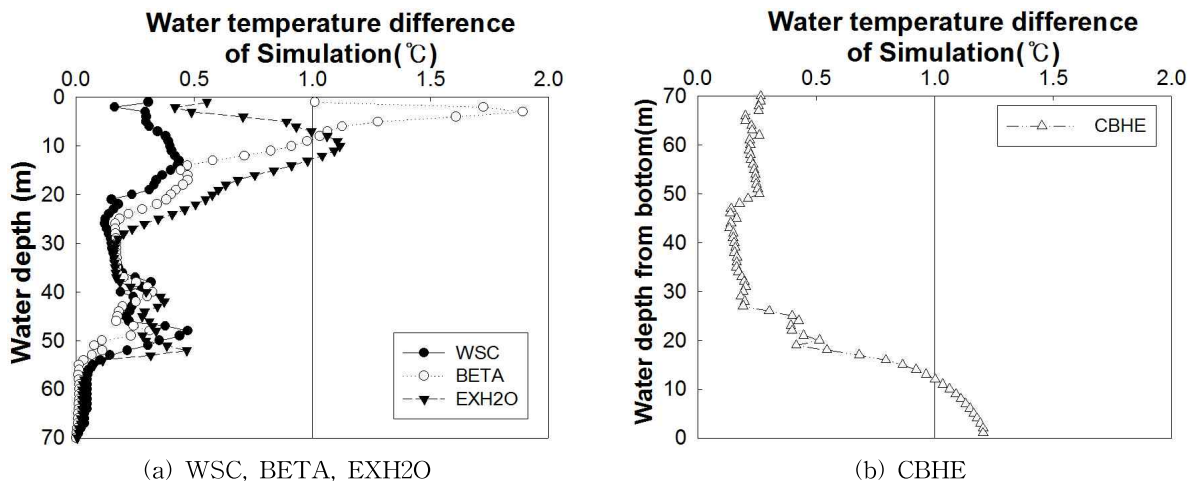 Water temperature difference
of Simulation(℃)
0.0 0.5 1.0 1.5 2.0
Water depth (m)
0
10
20
30
40
50
60
70
WSC
BETA
EXH2O
(a) WSC, BETA, EXH2O
Water temperature difference
of Simulation(℃)
0.0 0.5 1.0 1.5 2.0
Water depth from bottom(m)
70
60
50
40
30
20
10
0
CBHE
(b) CBHE